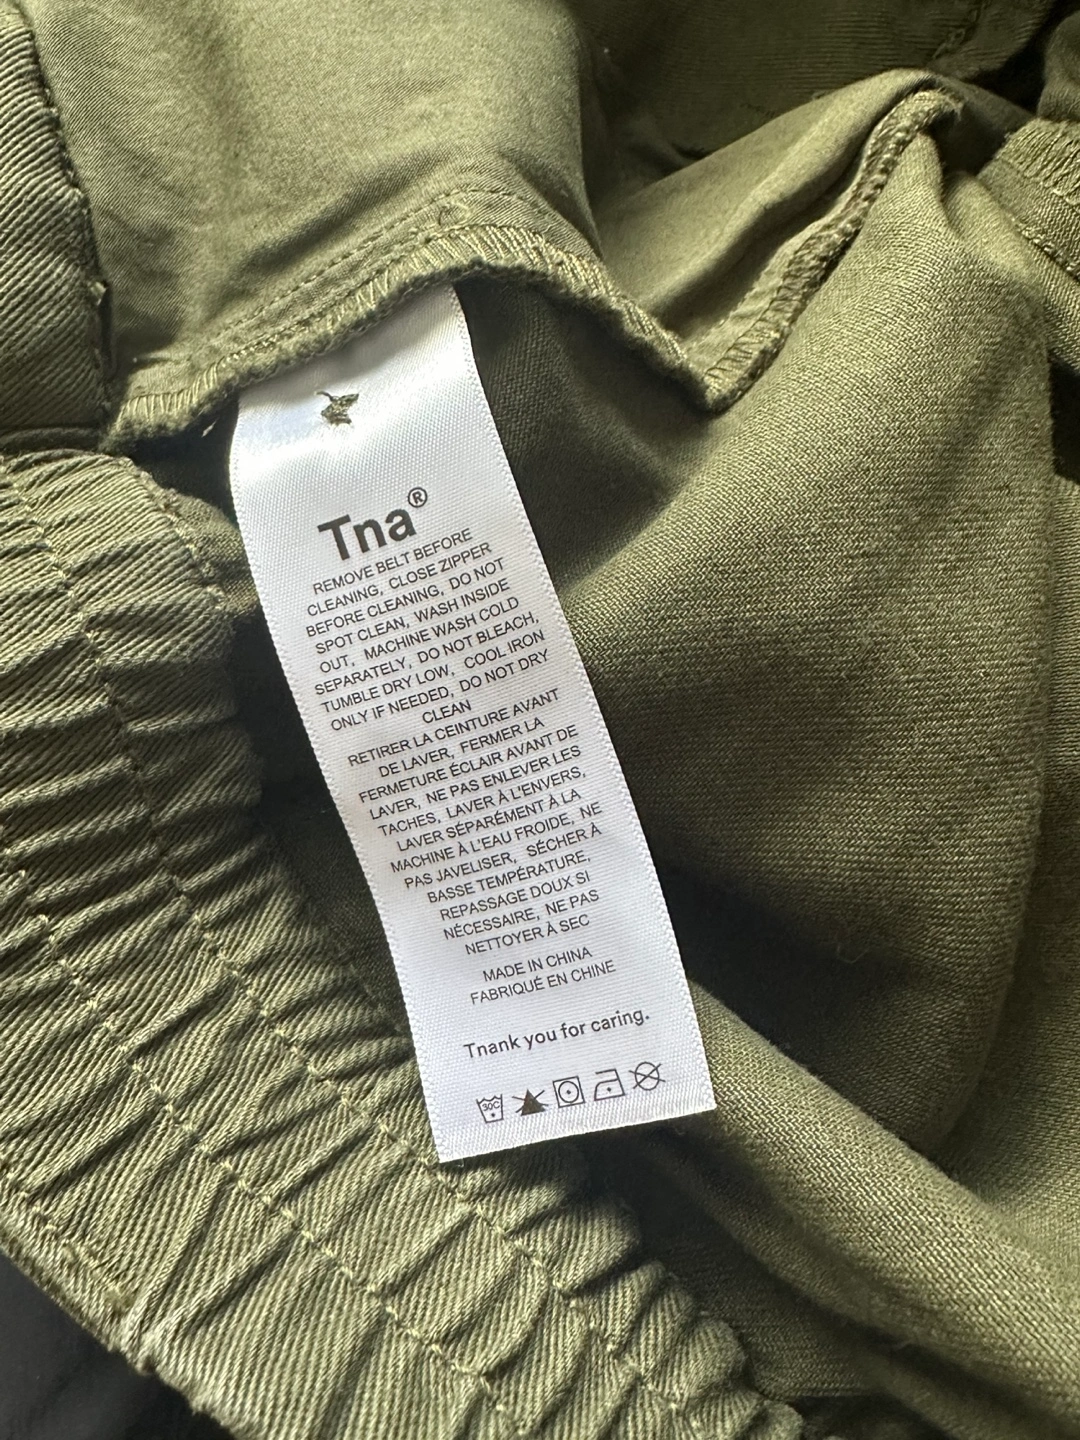 Tna®
REMOVE BELT BEFORE
CLEANING, CLOSE ZIPPER
BEFORE CLEANING, DO NOT
SPOT CLEAN, WASH INSIDE
OUT, MACHINE WASH COLD
SEPARATELY, DO NOT BLEACH,
TUMBLE DRY LOW, COOL IRON
ONLY IF NEEDED, DO NOT DRY
CLEAN
RETIRER LA CEINTURE AVANT
DE LAVER, FERMER LA
FERMETURE ÉCLAIR AVANT DE
LAVER, NE PAS ENLEVER LES
TACHES, LAVER À L'ENVERS,
LAVER SÉPARÉMENT À LA
MACHINE À L'EAU FROIDE, NE
PAS JAVELISER, SÉCHER À
BASSE TEMPÉRATURE,
REPASSAGE DOUX SI
NÉCESSAIRE, NE PAS
NETTOYER À SEC
MADE IN CHINA
FABRIQUÉ EN CHINE
Tnank you for caring.
30C